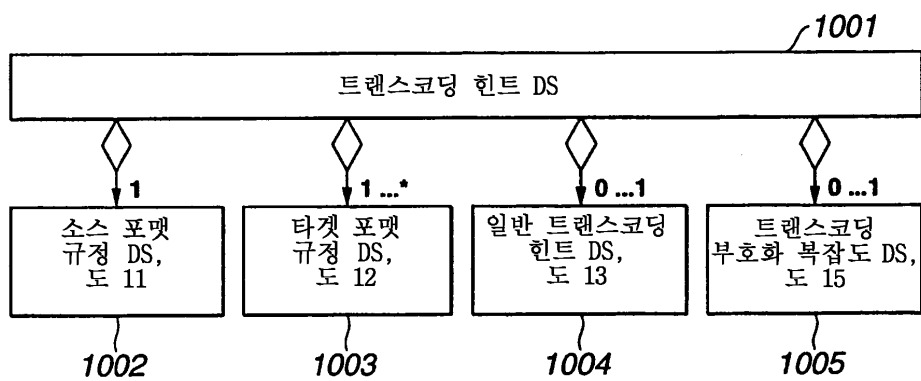 1001
트랜스코딩 힌트 DS
1
1 ...*
0 ...1
0 ...1
소스 포맷
규정 DS,
도 11
타겟 포맷
규정 DS,
도 12
일반 트랜스코딩
힌트 DS,
도 13
트랜스코딩
부호화 복잡도 DS,
도 15
1002
1003
1004
1005